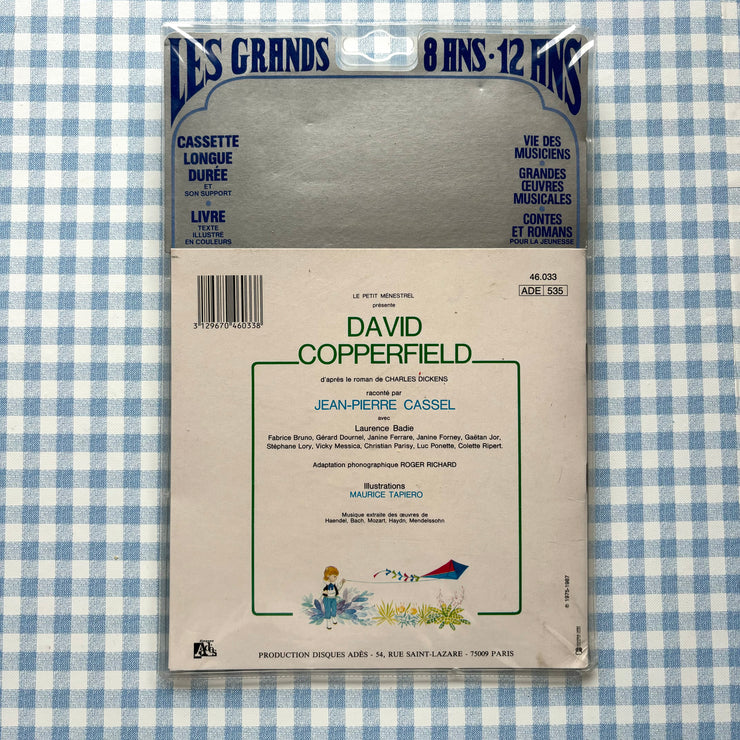 LES GRANDS 8 ANS · 12 ANS
CASSETTE
LONGUE
DURÉE
ET
SON SUPPORT
LIVRE
TEXTE
ILLUSTRÉ
EN COULEURS
VIE DES
MUSICIENS
GRANDES
ŒUVRES
MUSICALES
CONTES
ET ROMANS
POUR LA JEUNESSE
3 129670 460338
46.033
ADE 535
LE PETIT MÉNESTREL
présente
DAVID
COPPERFIELD
d'après le roman de CHARLES DICKENS
raconté par
JEAN-PIERRE CASSEL
avec
Laurence Badie
Fabrice Bruno, Gérard Dournel, Janine Ferrare, Janine Forney, Gaëtan Jor,
Stéphane Lory, Vicky Messica, Christian Parisy, Luc Ponette, Colette Ripert.
Adaptation phonographique ROGER RICHARD
Illustrations
MAURICE TAPIERO
Musique extraite des œuvres de
Haendel, Bach, Mozart, Haydn, Mendelssohn
℗ 1975-1987
PRODUCTION DISQUES ADÈS - 54, RUE SAINT-LAZARE - 75009 PARIS